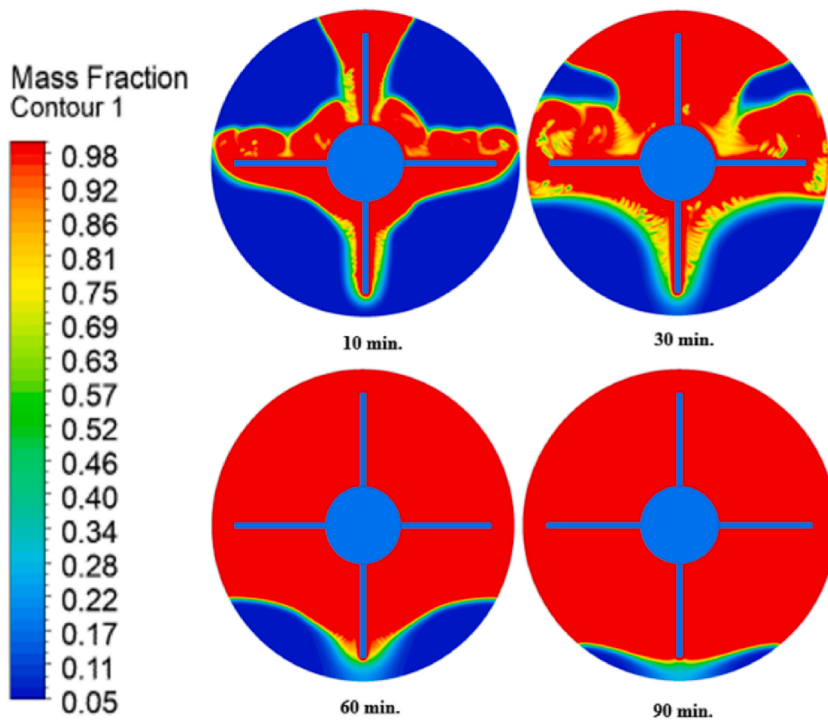 Mass Fraction
Contour 1
0.98
0.92
0.86
0.81
0.75
0.69
0.63
0.57
0.52
0.46
0.40
0.34
0.28
0.22
0.17
0.11
0.05
10 min.
30 min.
60 min.
90 min.